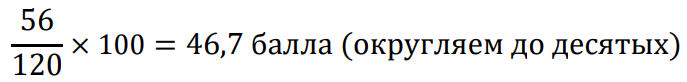 56/120 × 100 = 46,7 балла (округляем до десятых)